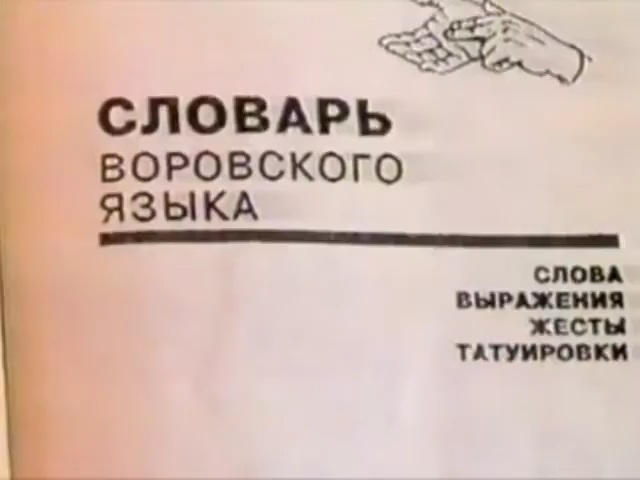 СЛОВАРЬ
ВОРОВСКОГО
ЯЗЫКА
СЛОВА
ВЫРАЖЕНИЯ
ЖЕСТЫ
ТАТУИРОВКИ